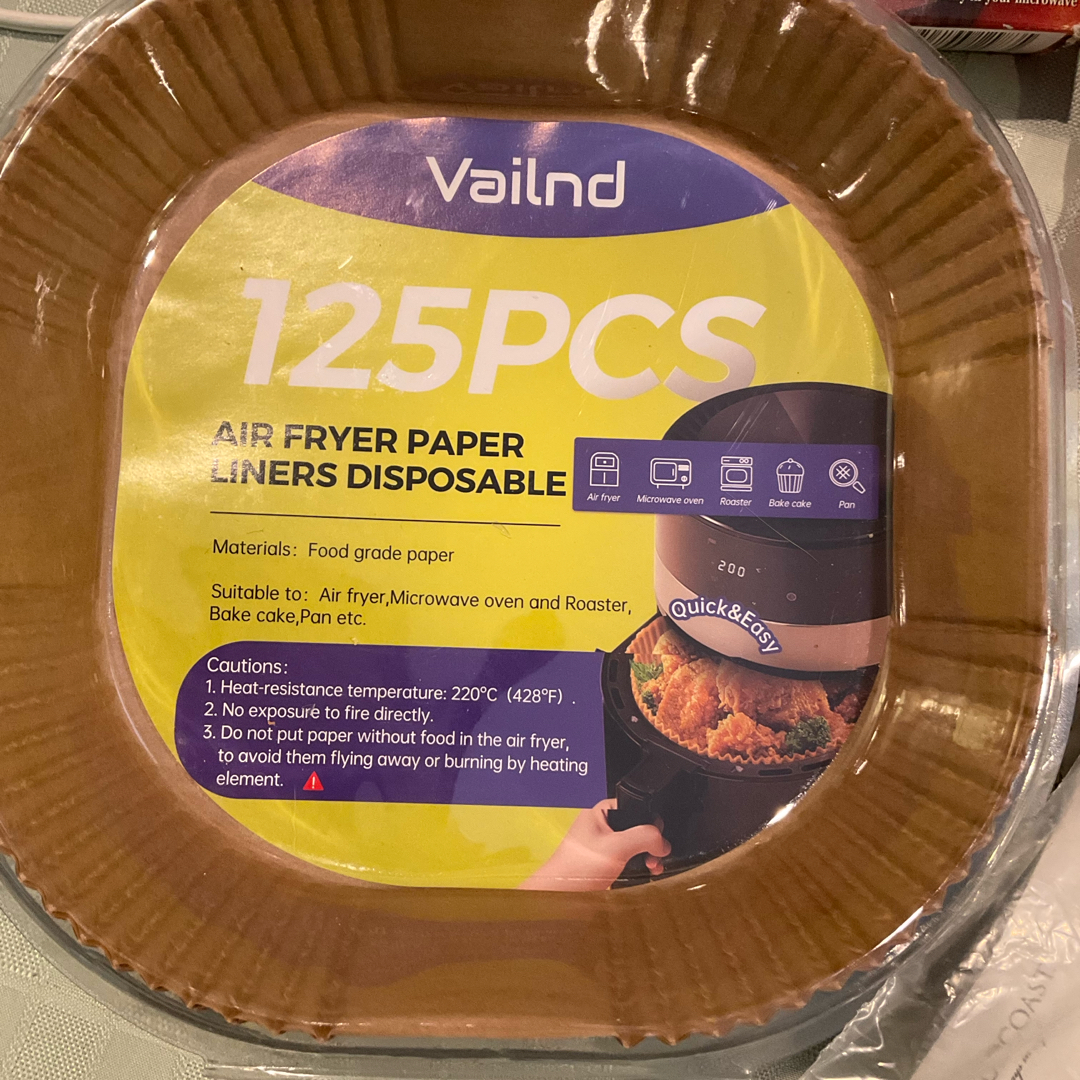 your microwave
Vailnd
125PCS
AIR FRYER PAPER
LINERS DISPOSABLE
Air fryer Microwave oven Roaster Bake cake Pan
Materials: Food grade paper
200 °C
Suitable to: Air fryer,Microwave oven and Roaster,
Bake cake,Pan etc.
Quick&Easy
Cautions:
1. Heat-resistance temperature: 220°C (428°F) .
2. No exposure to fire directly.
3. Do not put paper without food in the air fryer,
to avoid them flying away or burning by heating
element.
COAST